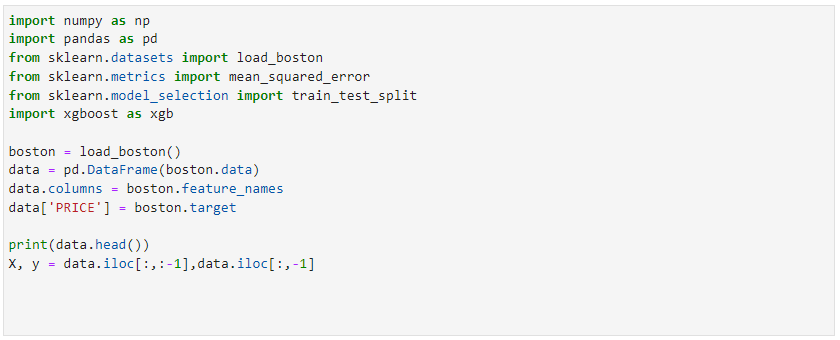 import numpy as np
import pandas as pd
from sklearn.datasets import load_boston
from sklearn.metrics import mean_squared_error
from sklearn.model_selection import train_test_split
import xgboost as xgb
boston = load_boston()
data = pd.DataFrame(boston.data)
data.columns = boston.feature_names
data['PRICE'] = boston.target
print(data.head())
X, y = data.iloc[:,:-1],data.iloc[:,-1]